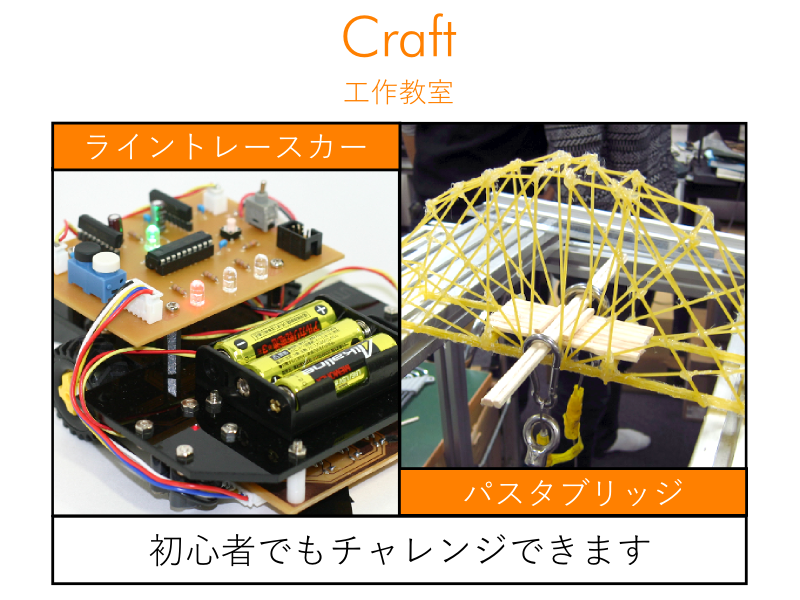 Craft
工作教室
ライントレースカー
Alkaline
パスタブリッジ
初心者でもチャレンジできます